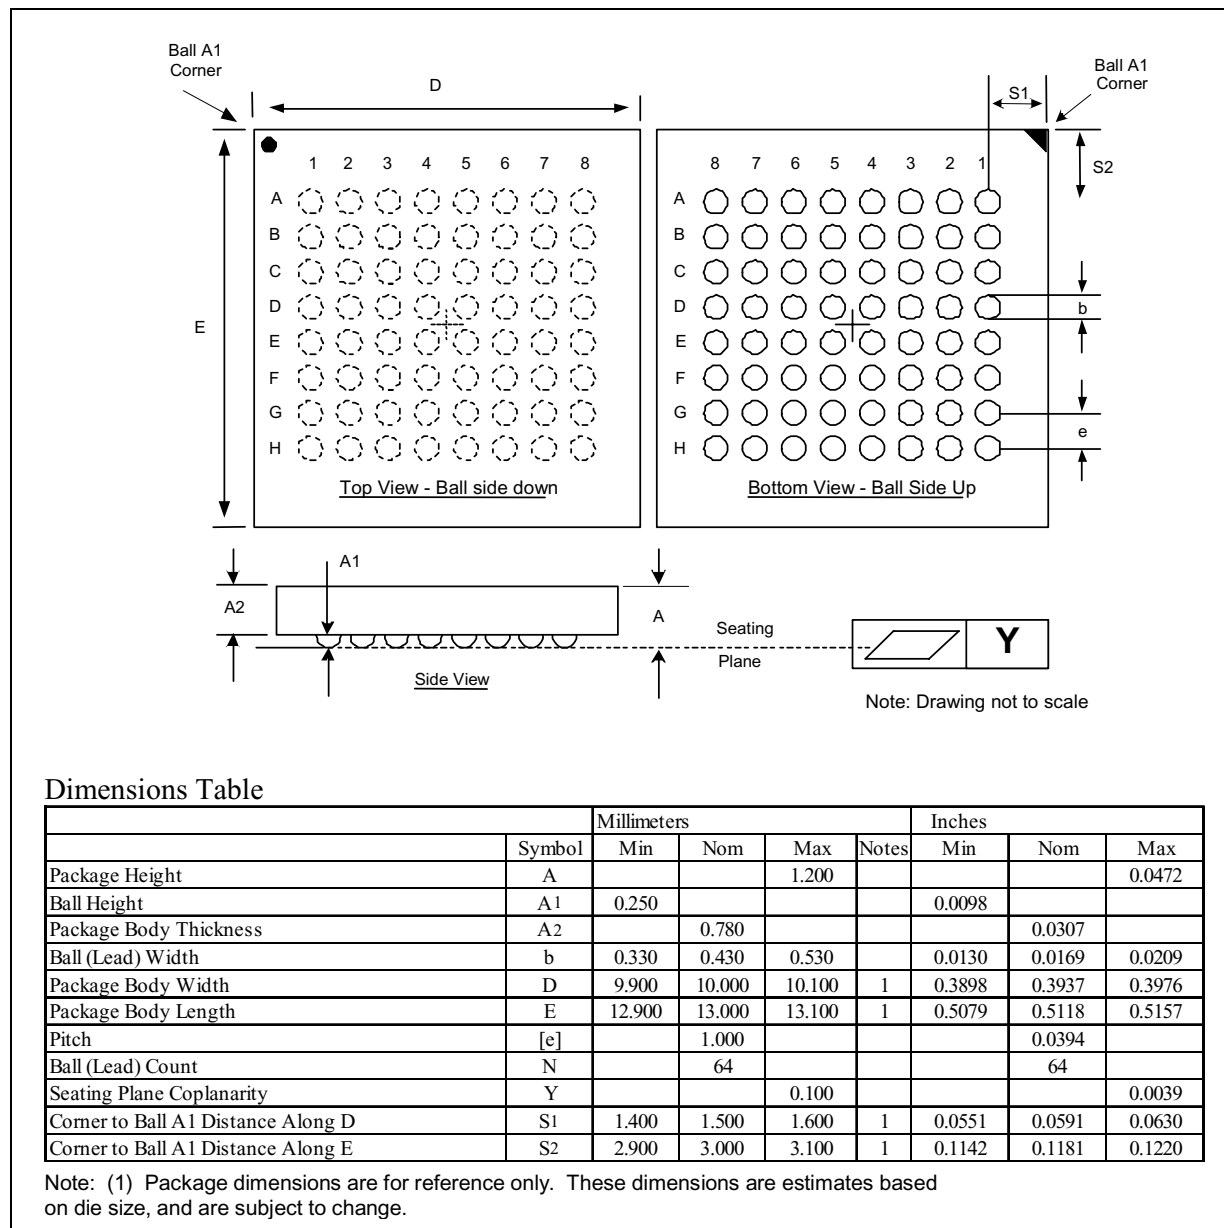 Ball A1
Corner
D
S1
Ball A1
Corner
S2
1 2 3 4 5 6 7 8
8 7 6 5 4 3 2 1
A
B
C
D
E
F
G
H
A
B
C
D
E
F
G
H
E
b
e
Top View - Ball side down
Bottom View - Ball Side Up
A1
A2
A
Seating
Plane
Y
Side View
Note: Drawing not to scale
Dimensions Table
Millimeters Inches
Symbol Min Nom Max Notes Min Nom Max
Package Height A 1.200 0.0472
Ball Height A1 0.250 0.0098
Package Body Thickness A2 0.780 0.0307
Ball (Lead) Width b 0.330 0.430 0.530 0.0130 0.0169 0.0209
Package Body Width D 9.900 10.000 10.100 1 0.3898 0.3937 0.3976
Package Body Length E 12.900 13.000 13.100 1 0.5079 0.5118 0.5157
Pitch [e] 1.000 0.0394
Ball (Lead) Count N 64 64
Seating Plane Coplanarity Y 0.100 0.0039
Corner to Ball A1 Distance Along D S1 1.400 1.500 1.600 1 0.0551 0.0591 0.0630
Corner to Ball A1 Distance Along E S2 2.900 3.000 3.100 1 0.1142 0.1181 0.1220
Note: (1) Package dimensions are for reference only. These dimensions are estimates based
on die size, and are subject to change.